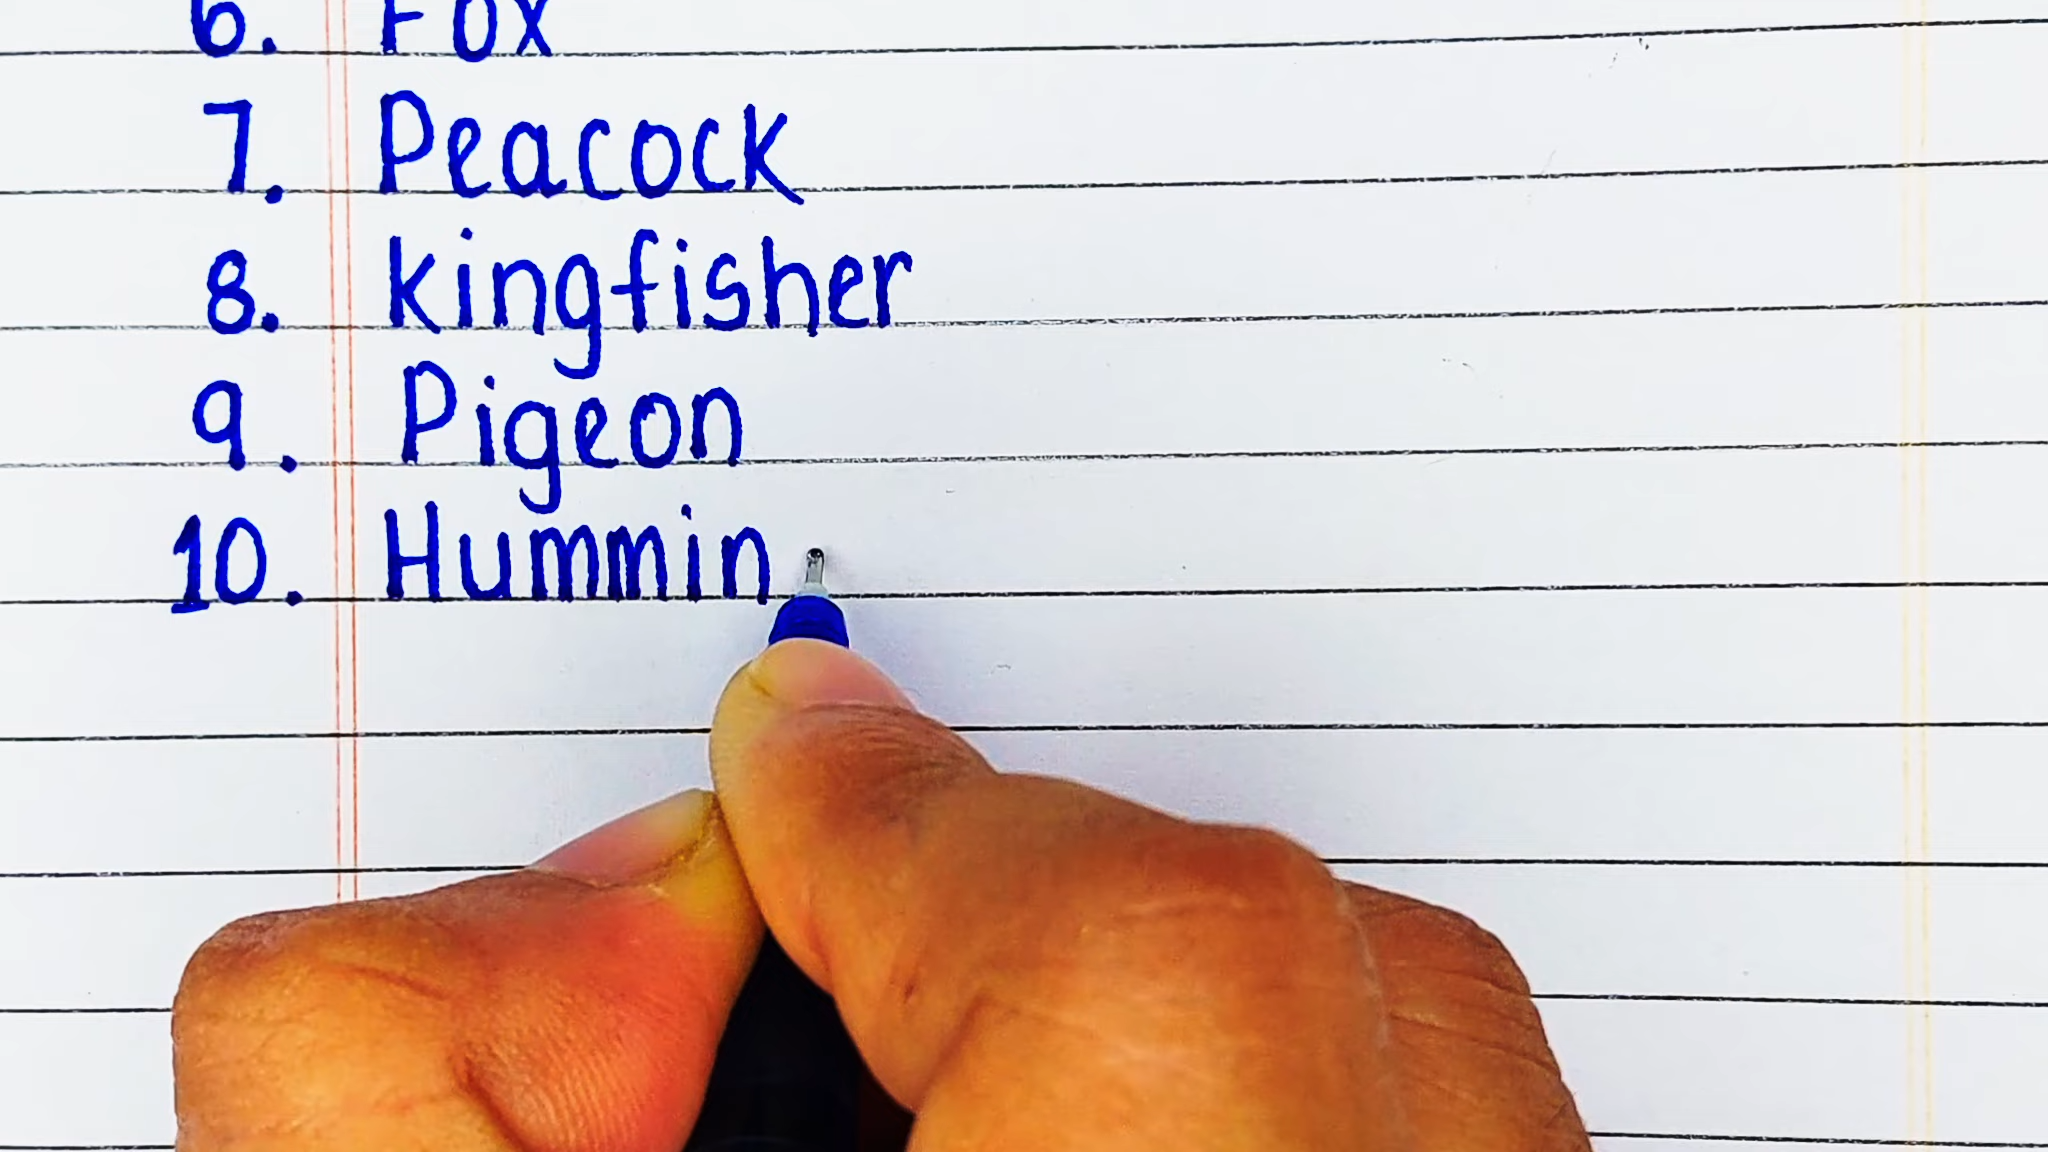 6. Fox
7. Peacock
8. kingfisher
9. Pigeon
10. Hummin